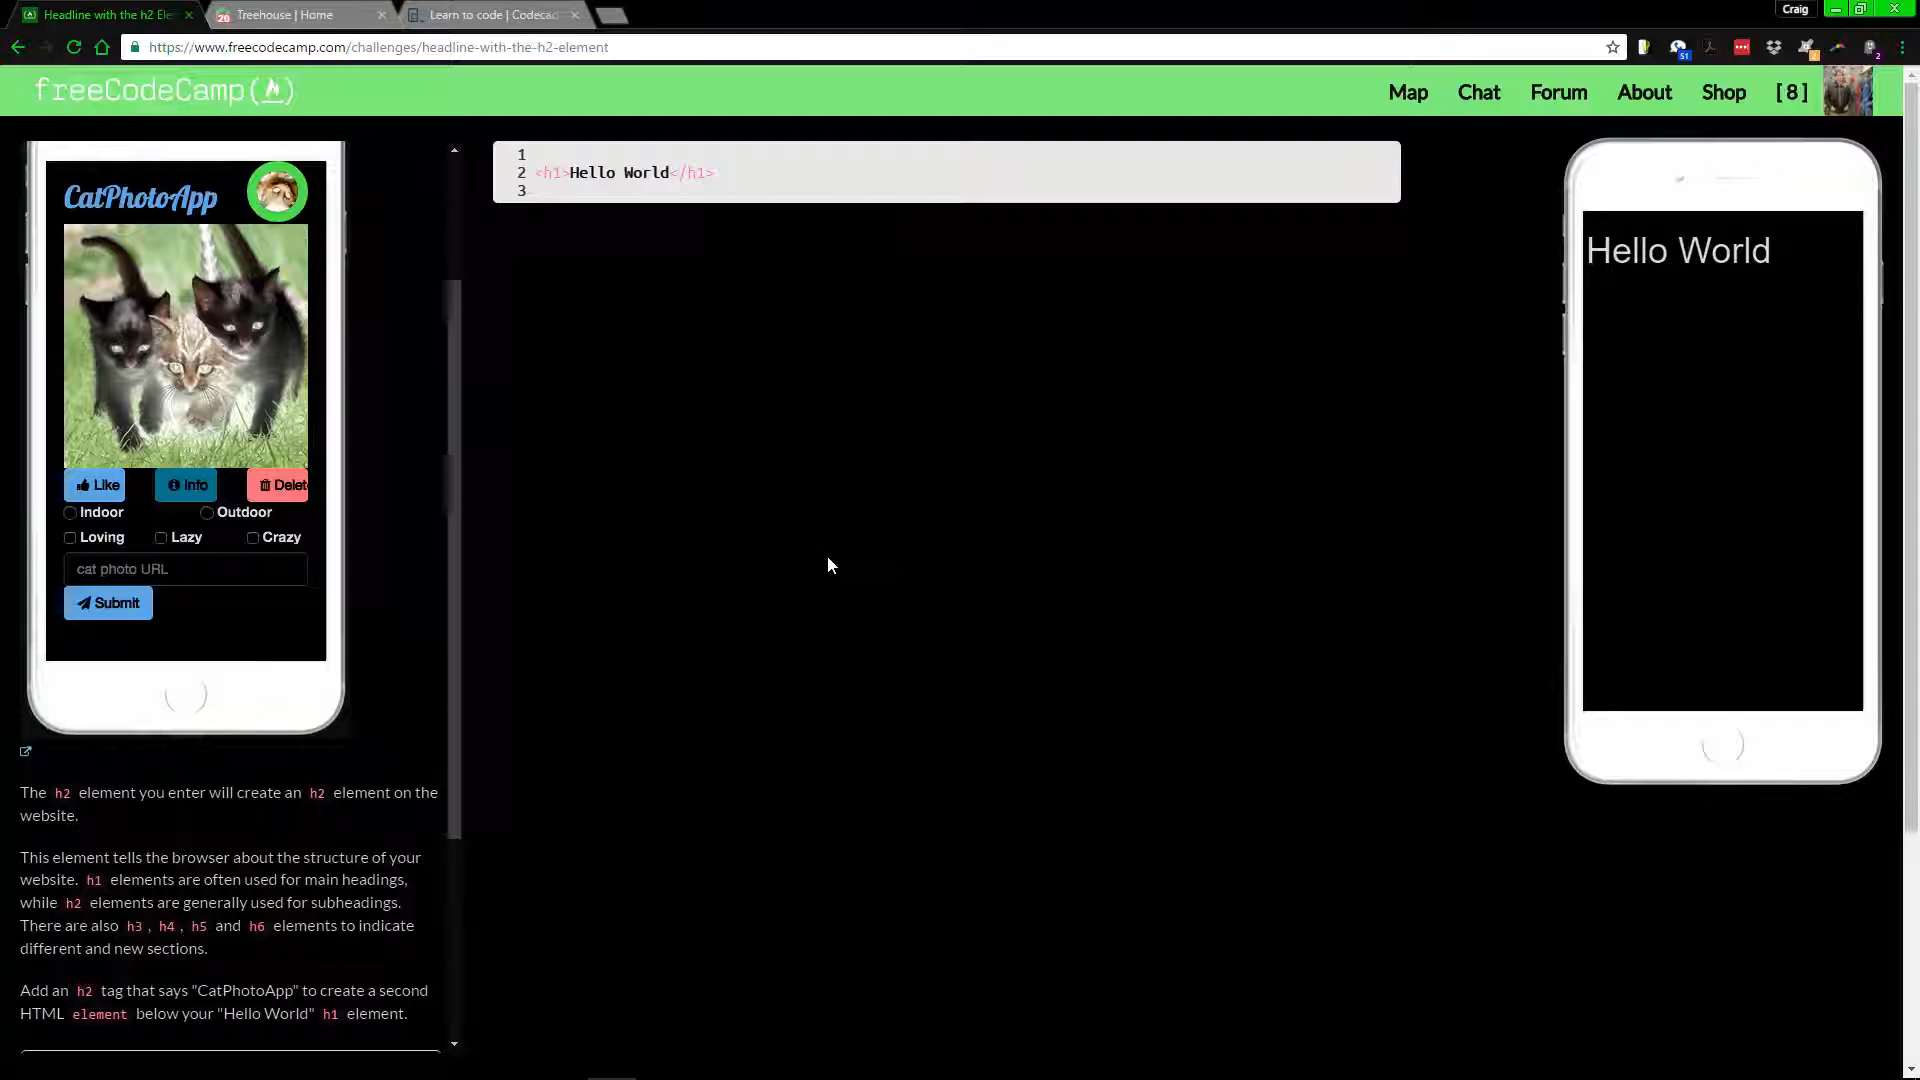 Headline with the h2 Ele
Treehouse | Home
Learn to code | Codecad
Craig
https://www.freecodecamp.com/challenges/headline-with-the-h2-element
51
2
2
freeCodeCamp
Map
Chat
Forum
About
Shop
[ 8 ]
CatPhotoApp
Like
Info
Delet
Indoor
Outdoor
Loving
Lazy
Crazy
cat photo URL
Submit
The h2 element you enter will create an h2 element on the
website.
This element tells the browser about the structure of your
website. h1 elements are often used for main headings,
while h2 elements are generally used for subheadings.
There are also h3 , h4 , h5 and h6 elements to indicate
different and new sections.
Add an h2 tag that says "CatPhotoApp" to create a second
HTML element below your "Hello World" h1 element.
1
2 <h1>Hello World</h1>
3
Hello World